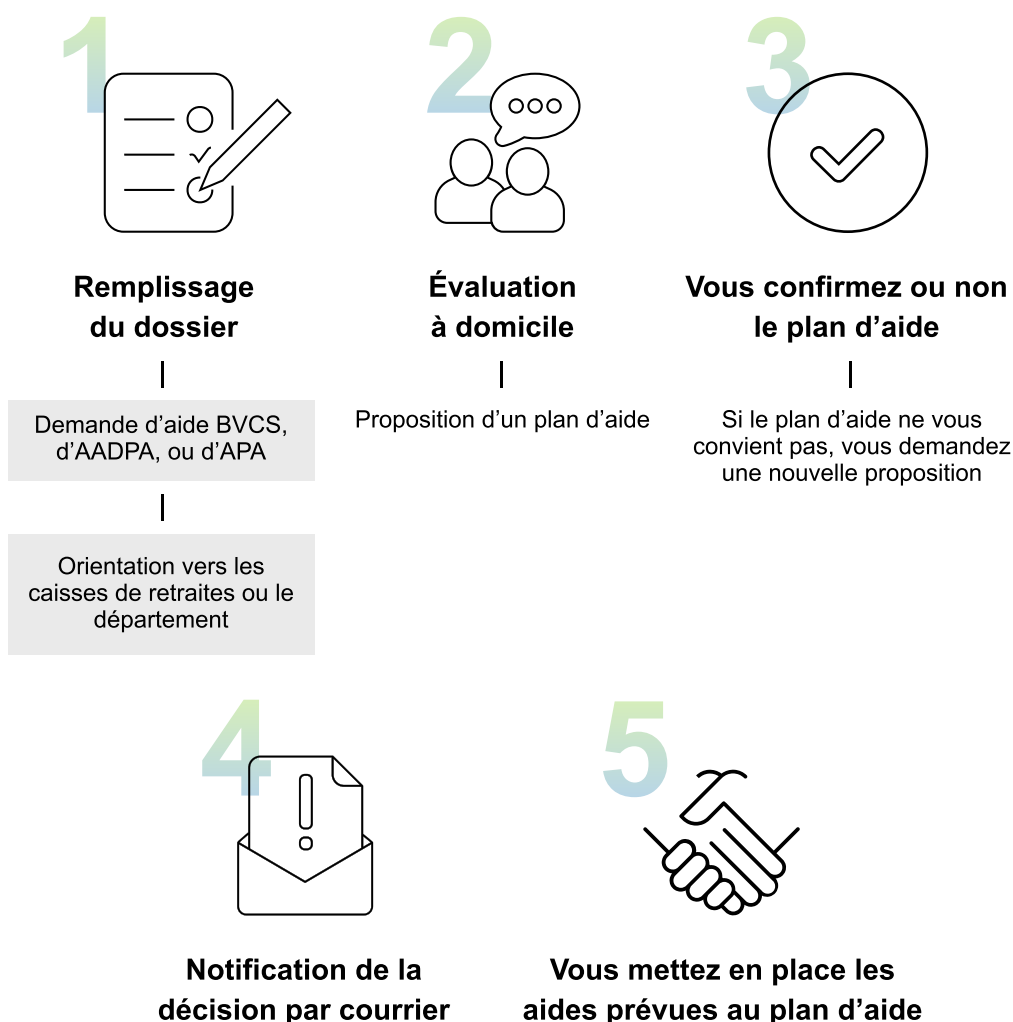 1
Remplissage
du dossier
Demande d’aide BVCS,
d’AADPA, ou d’APA
Orientation vers les
caisses de retraites ou le
département
2
Évaluation
à domicile
Proposition d’un plan d’aide
3
Vous confirmez ou non
le plan d’aide
Si le plan d’aide ne vous
convient pas, vous demandez
une nouvelle proposition
4
Notification de la
décision par courrier
5
Vous mettez en place les
aides prévues au plan d’aide